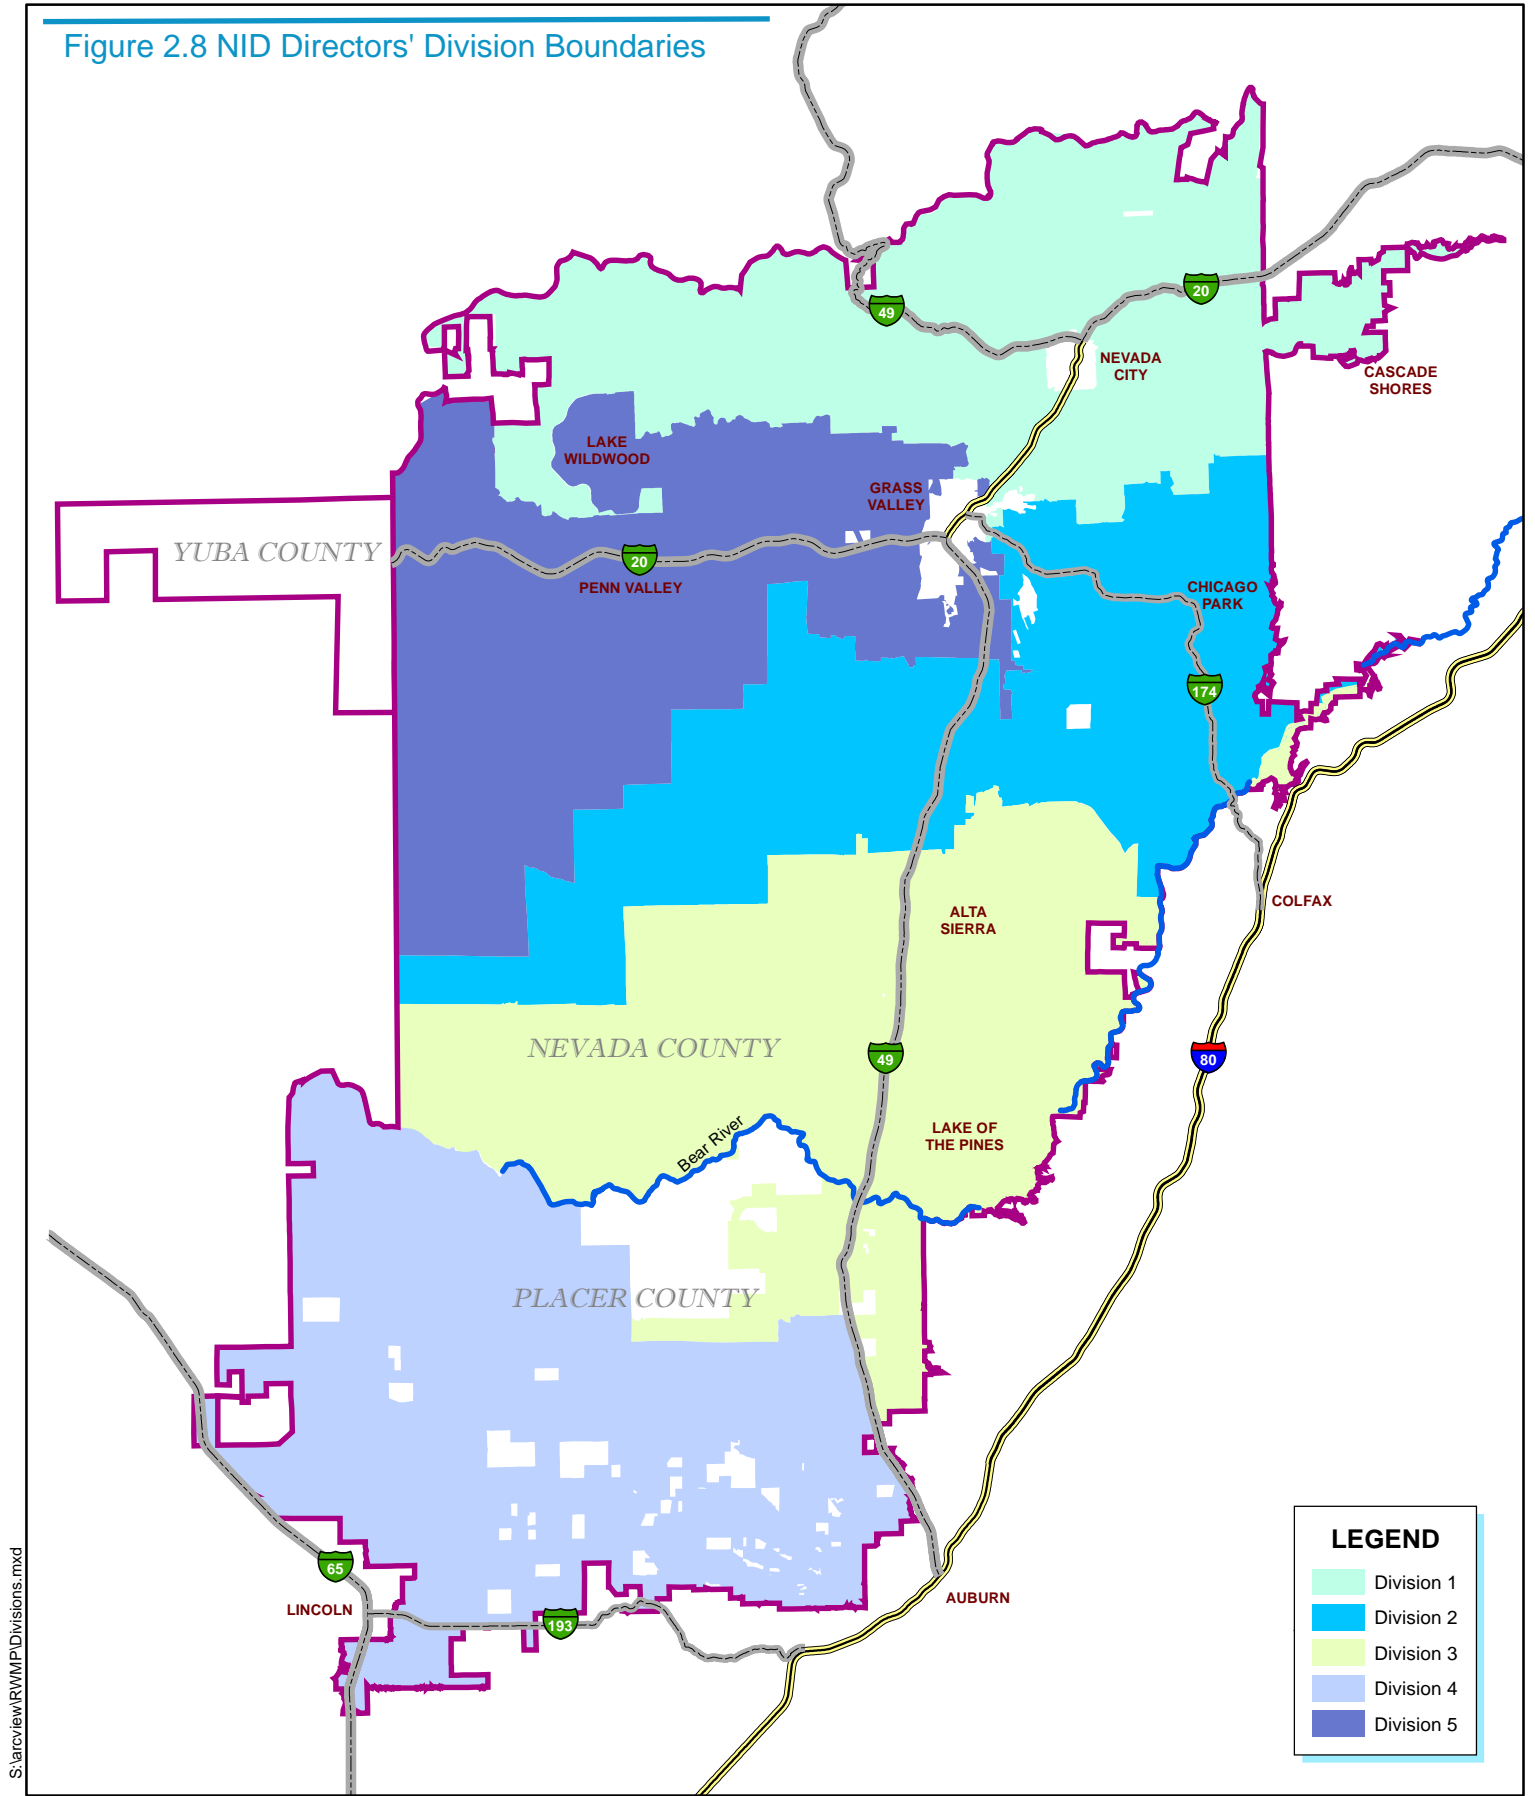 Figure 2.8 NID Directors' Division Boundaries
20
49
NEVADA
CITY
CASCADE
SHORES
LAKE
WILDWOOD
GRASS
VALLEY
YUBA COUNTY
20
PENN VALLEY
CHICAGO
PARK
174
COLFAX
ALTA
SIERRA
NEVADA COUNTY
49
80
LAKE OF
THE PINES
Bear River
PLACER COUNTY
65
LINCOLN
193
AUBURN
LEGEND
Division 1
Division 2
Division 3
Division 4
Division 5
S:\arcview\RWMP\Divisions.mxd